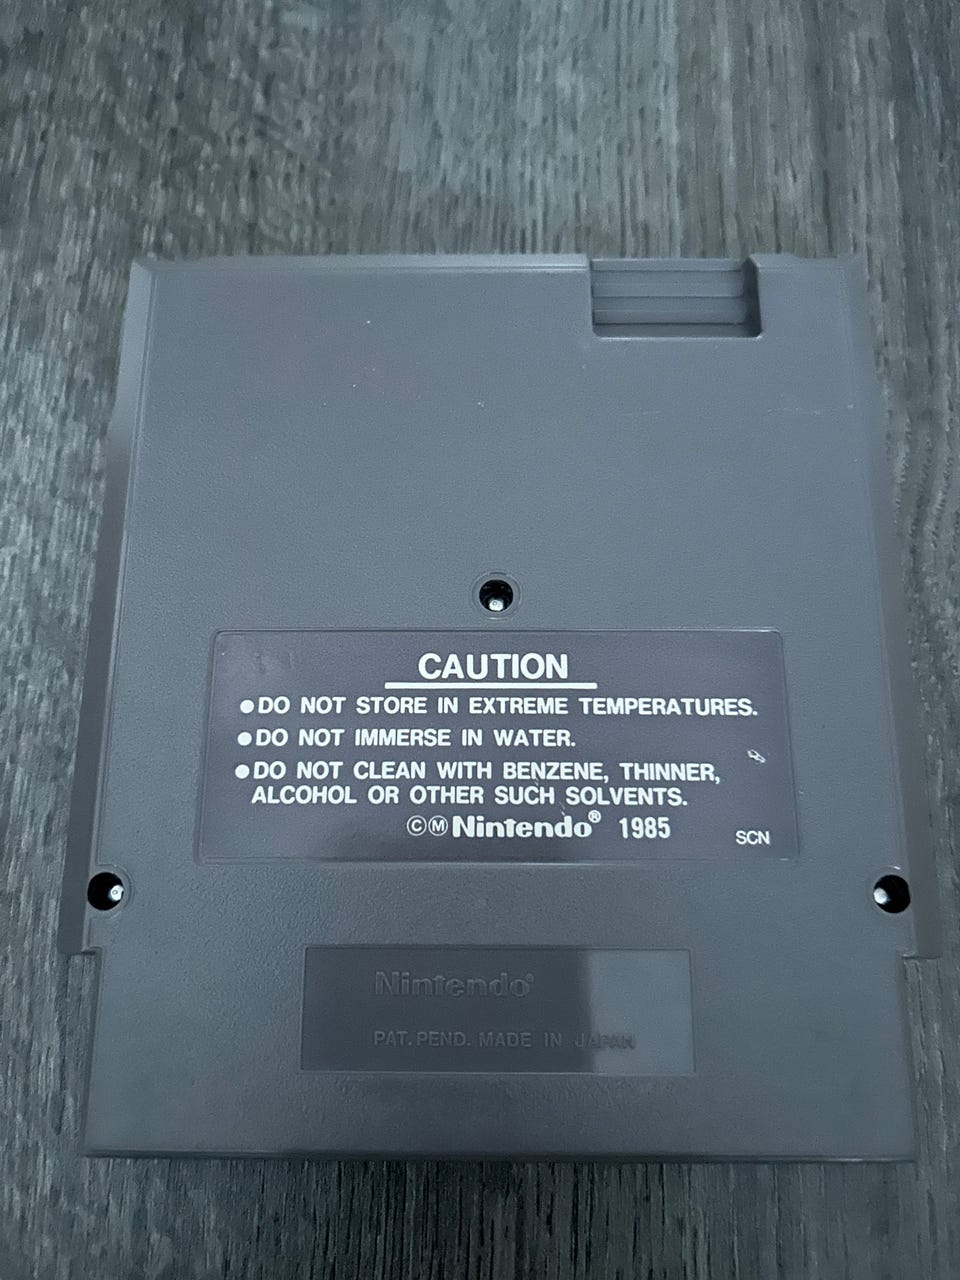 CAUTION
●DO NOT STORE IN EXTREME TEMPERATURES.
●DO NOT IMMERSE IN WATER.
●DO NOT CLEAN WITH BENZENE, THINNER,
ALCOHOL OR OTHER SUCH SOLVENTS.
©Ⓜ Nintendo® 1985
SCN
Nintendo®
PAT. PEND. MADE IN JAPAN